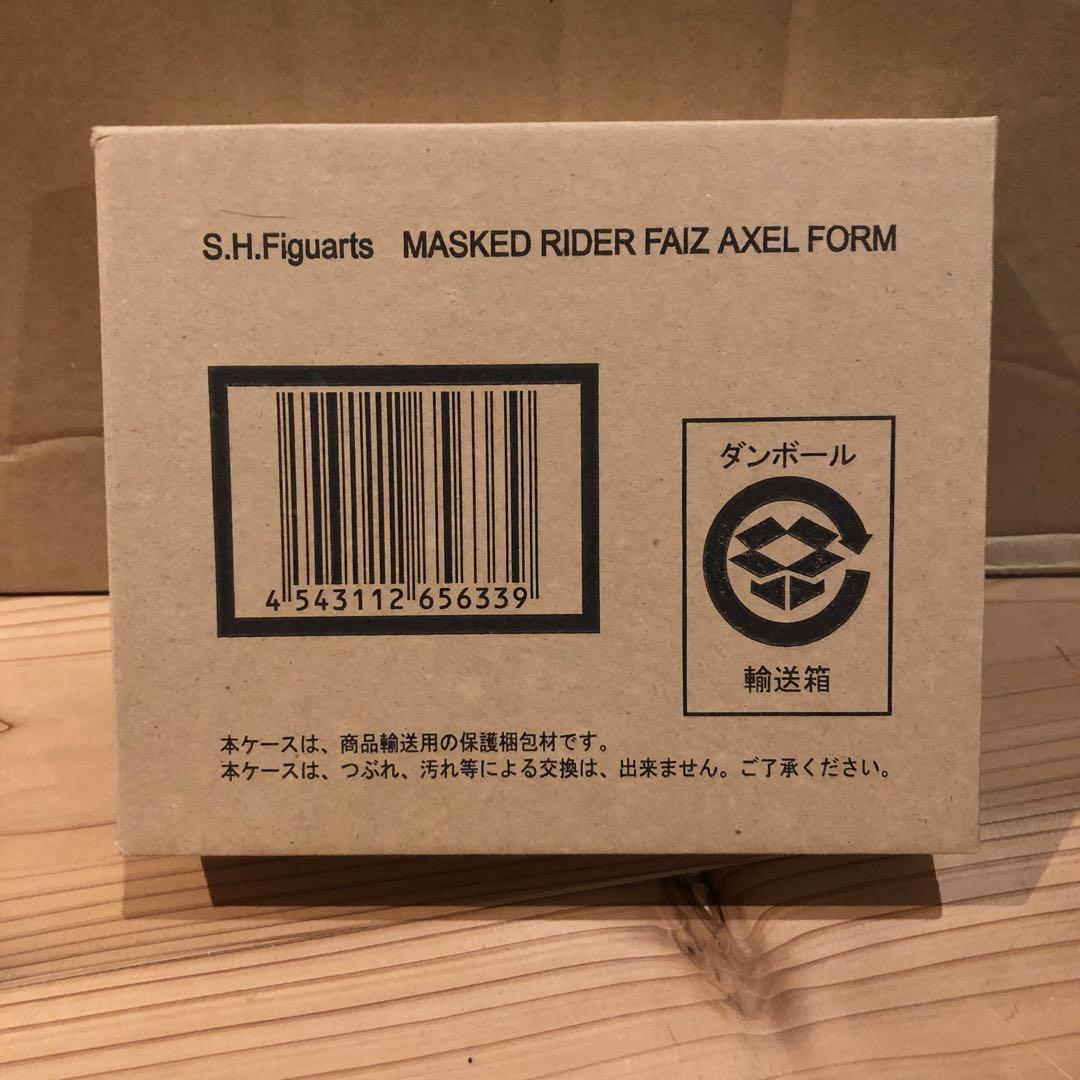 S.H.Figuarts MASKED RIDER FAIZ AXEL FORM
4 543112 656339
ダンボール
輸送箱
本ケースは、商品輸送用の保護梱包材です。
本ケースは、つぶれ、汚れ等による交換は、出来ません。ご了承ください。